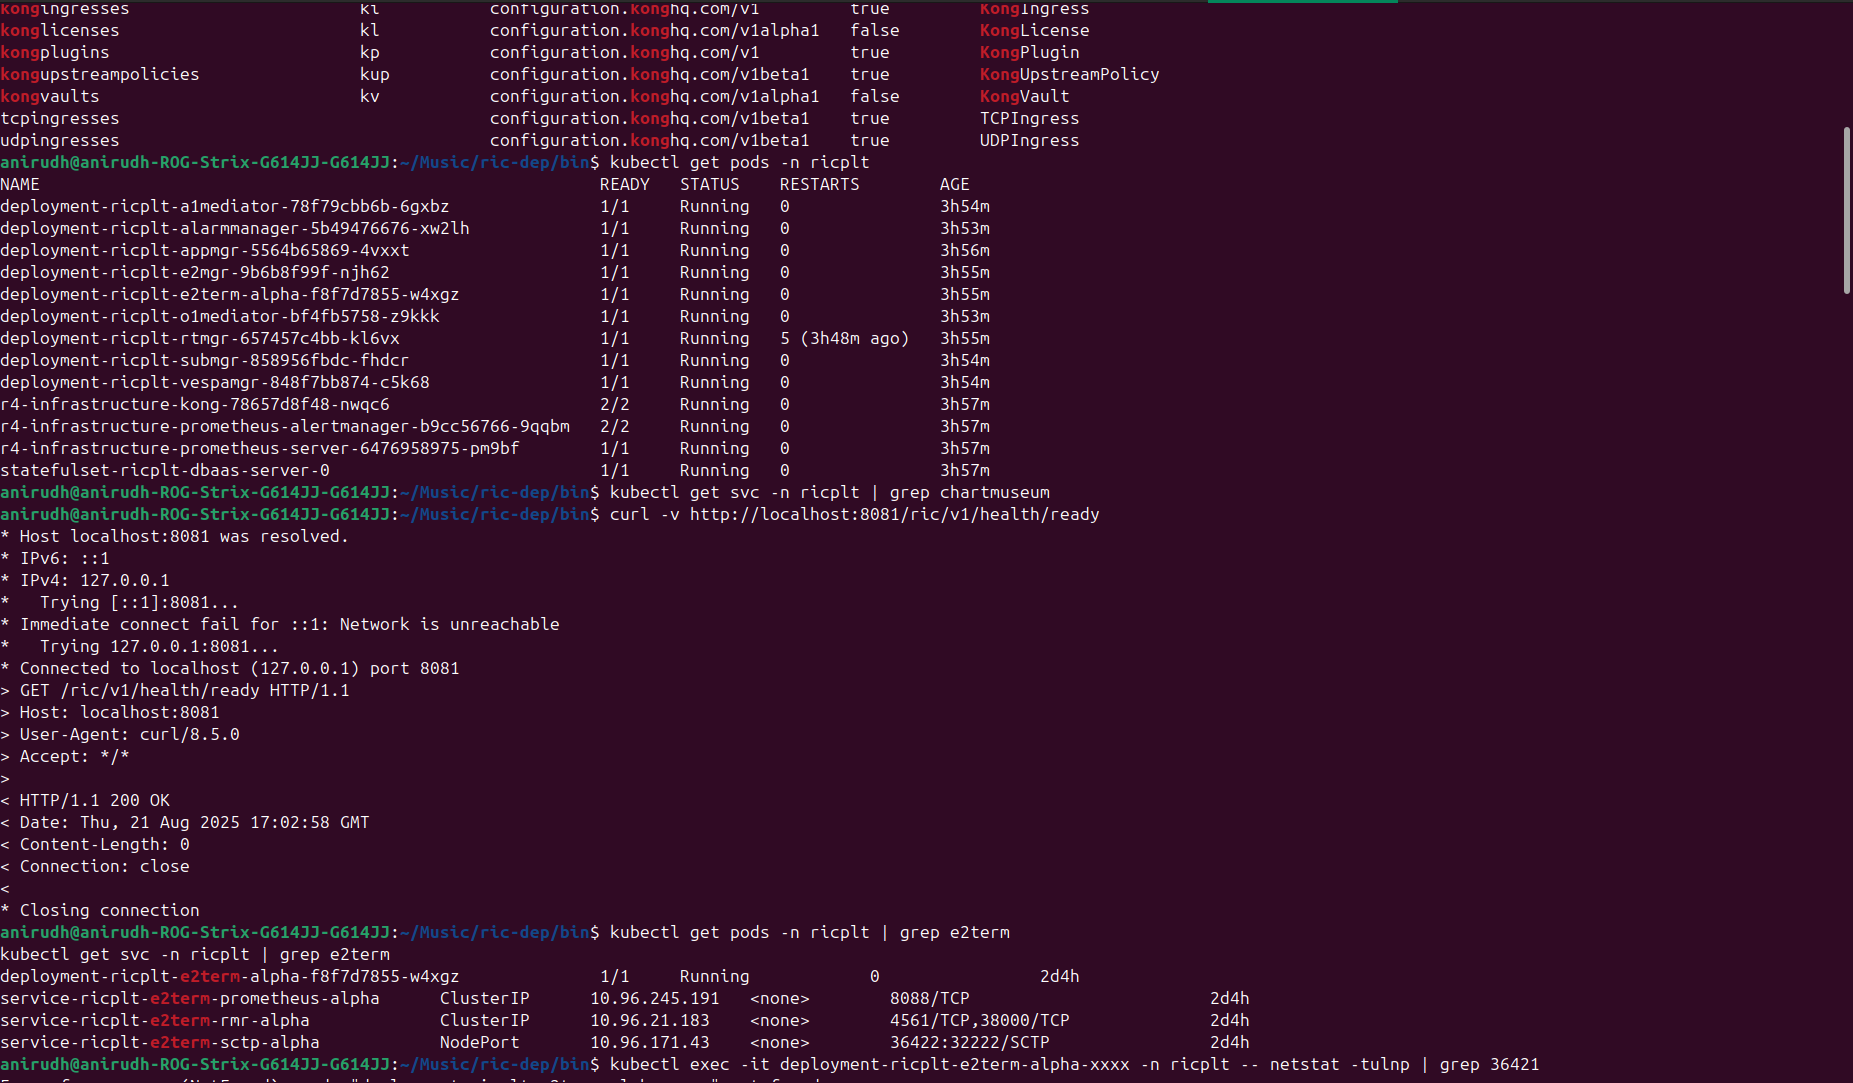 kongingresses ki configuration.konghq.com/v1 true KongIngress
konglicenses kl configuration.konghq.com/v1alpha1 false KongLicense
kongplugins kp configuration.konghq.com/v1 true KongPlugin
kongupstreampolicies kup configuration.konghq.com/v1beta1 true KongUpstreamPolicy
kongvaults kv configuration.konghq.com/v1alpha1 false KongVault
tcpingresses configuration.konghq.com/v1beta1 true TCPIngress
udpingresses configuration.konghq.com/v1beta1 true UDPIngress
anirudh@anirudh-ROG-Strix-G614JJ-G614JJ:~/Music/ric-dep/bin$ kubectl get pods -n ricplt
NAME READY STATUS RESTARTS AGE
deployment-ricplt-a1mediator-78f79cbb6b-6gxbz 1/1 Running 0 3h54m
deployment-ricplt-alarmmanager-5b49476676-xw2lh 1/1 Running 0 3h53m
deployment-ricplt-appmgr-5564b65869-4vxxt 1/1 Running 0 3h56m
deployment-ricplt-e2mgr-9b6b8f99f-njh62 1/1 Running 0 3h55m
deployment-ricplt-e2term-alpha-f8f7d7855-w4xgz 1/1 Running 0 3h55m
deployment-ricplt-o1mediator-bf4fb5758-z9kkk 1/1 Running 0 3h53m
deployment-ricplt-rtmgr-657457c4bb-kl6vx 1/1 Running 5 (3h48m ago) 3h55m
deployment-ricplt-submgr-858956fbdc-fhdcr 1/1 Running 0 3h54m
deployment-ricplt-vespamgr-848f7bb874-c5k68 1/1 Running 0 3h54m
r4-infrastructure-kong-78657d8f48-nwqc6 2/2 Running 0 3h57m
r4-infrastructure-prometheus-alertmanager-b9cc56766-9qqbm 2/2 Running 0 3h57m
r4-infrastructure-prometheus-server-6476958975-pm9bf 1/1 Running 0 3h57m
statefulset-ricplt-dbaas-server-0 1/1 Running 0 3h57m
anirudh@anirudh-ROG-Strix-G614JJ-G614JJ:~/Music/ric-dep/bin$ kubectl get svc -n ricplt | grep chartmuseum
anirudh@anirudh-ROG-Strix-G614JJ-G614JJ:~/Music/ric-dep/bin$ curl -v http://localhost:8081/ric/v1/health/ready
* Host localhost:8081 was resolved.
* IPv6: ::1
* IPv4: 127.0.0.1
* Trying [::1]:8081...
* Immediate connect fail for ::1: Network is unreachable
* Trying 127.0.0.1:8081...
* Connected to localhost (127.0.0.1) port 8081
> GET /ric/v1/health/ready HTTP/1.1
> Host: localhost:8081
> User-Agent: curl/8.5.0
> Accept: */*
>
< HTTP/1.1 200 OK
< Date: Thu, 21 Aug 2025 17:02:58 GMT
< Content-Length: 0
< Connection: close
<
* Closing connection
anirudh@anirudh-ROG-Strix-G614JJ-G614JJ:~/Music/ric-dep/bin$ kubectl get pods -n ricplt | grep e2term
kubectl get svc -n ricplt | grep e2term
deployment-ricplt-e2term-alpha-f8f7d7855-w4xgz 1/1 Running 0 2d4h
service-ricplt-e2term-prometheus-alpha ClusterIP 10.96.245.191 <none> 8088/TCP 2d4h
service-ricplt-e2term-rmr-alpha ClusterIP 10.96.21.183 <none> 4561/TCP,38000/TCP 2d4h
service-ricplt-e2term-sctp-alpha NodePort 10.96.171.43 <none> 36422:32222/SCTP 2d4h
anirudh@anirudh-ROG-Strix-G614JJ-G614JJ:~/Music/ric-dep/bin$ kubectl exec -it deployment-ricplt-e2term-alpha-xxxx -n ricplt -- netstat -tulnp | grep 36421